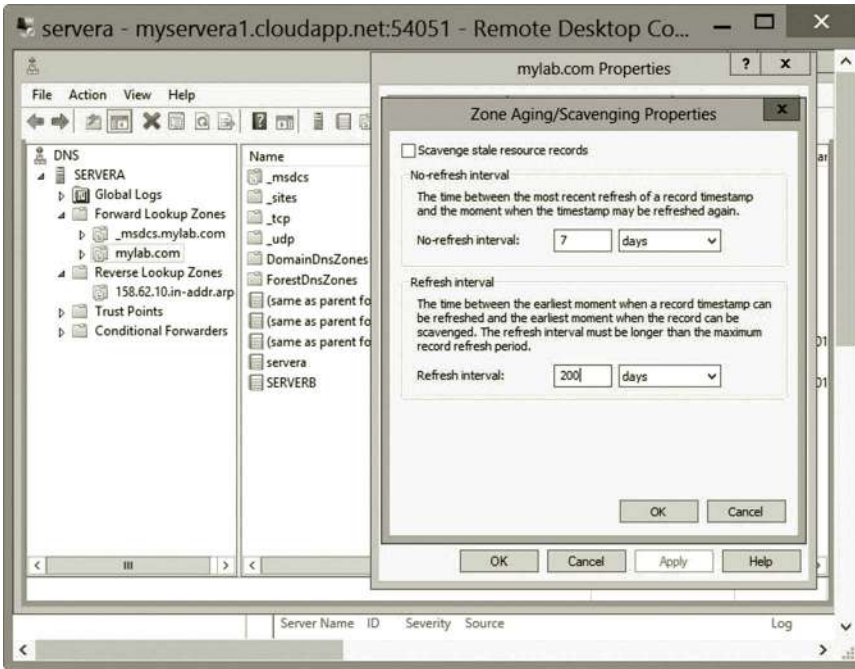 servera - myservera1.cloudapp.net:54051 - Remote Desktop Co...
File Action View Help
DNS
SERVERA
Global Logs
Forward Lookup Zones
_msdcs.mylab.com
mylab.com
Reverse Lookup Zones
158.62.10.in-addr.arp
Trust Points
Conditional Forwarders
Name
_msdcs
_sites
_tcp
_udp
DomainDnsZones
ForestDnsZones
(same as parent fo
(same as parent fo
(same as parent fo
servera
SERVERB
mylab.com Properties
? x
Zone Aging/Scavenging Properties
x
Scavenge stale resource records
No-refresh interval
The time between the most recent refresh of a record timestamp
and the moment when the timestamp may be refreshed again.
No-refresh interval: 7 days
Refresh interval
The time between the earliest moment when a record timestamp can
be refreshed and the earliest moment when the record can be
scavenged. The refresh interval must be longer than the maximum
record refresh period.
Refresh interval: 200 days
OK Cancel
OK Cancel Apply Help
Server Name ID Severity Source Log